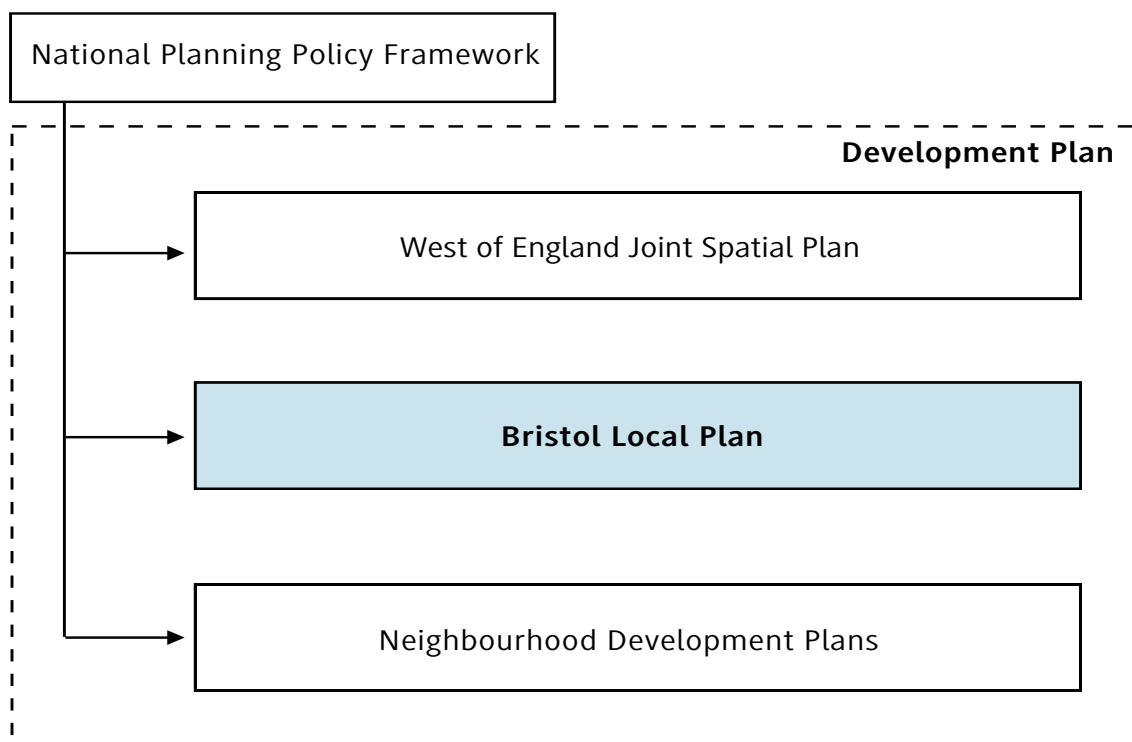 National Planning Policy Framework
Development Plan
West of England Joint Spatial Plan
Bristol Local Plan
Neighbourhood Development Plans